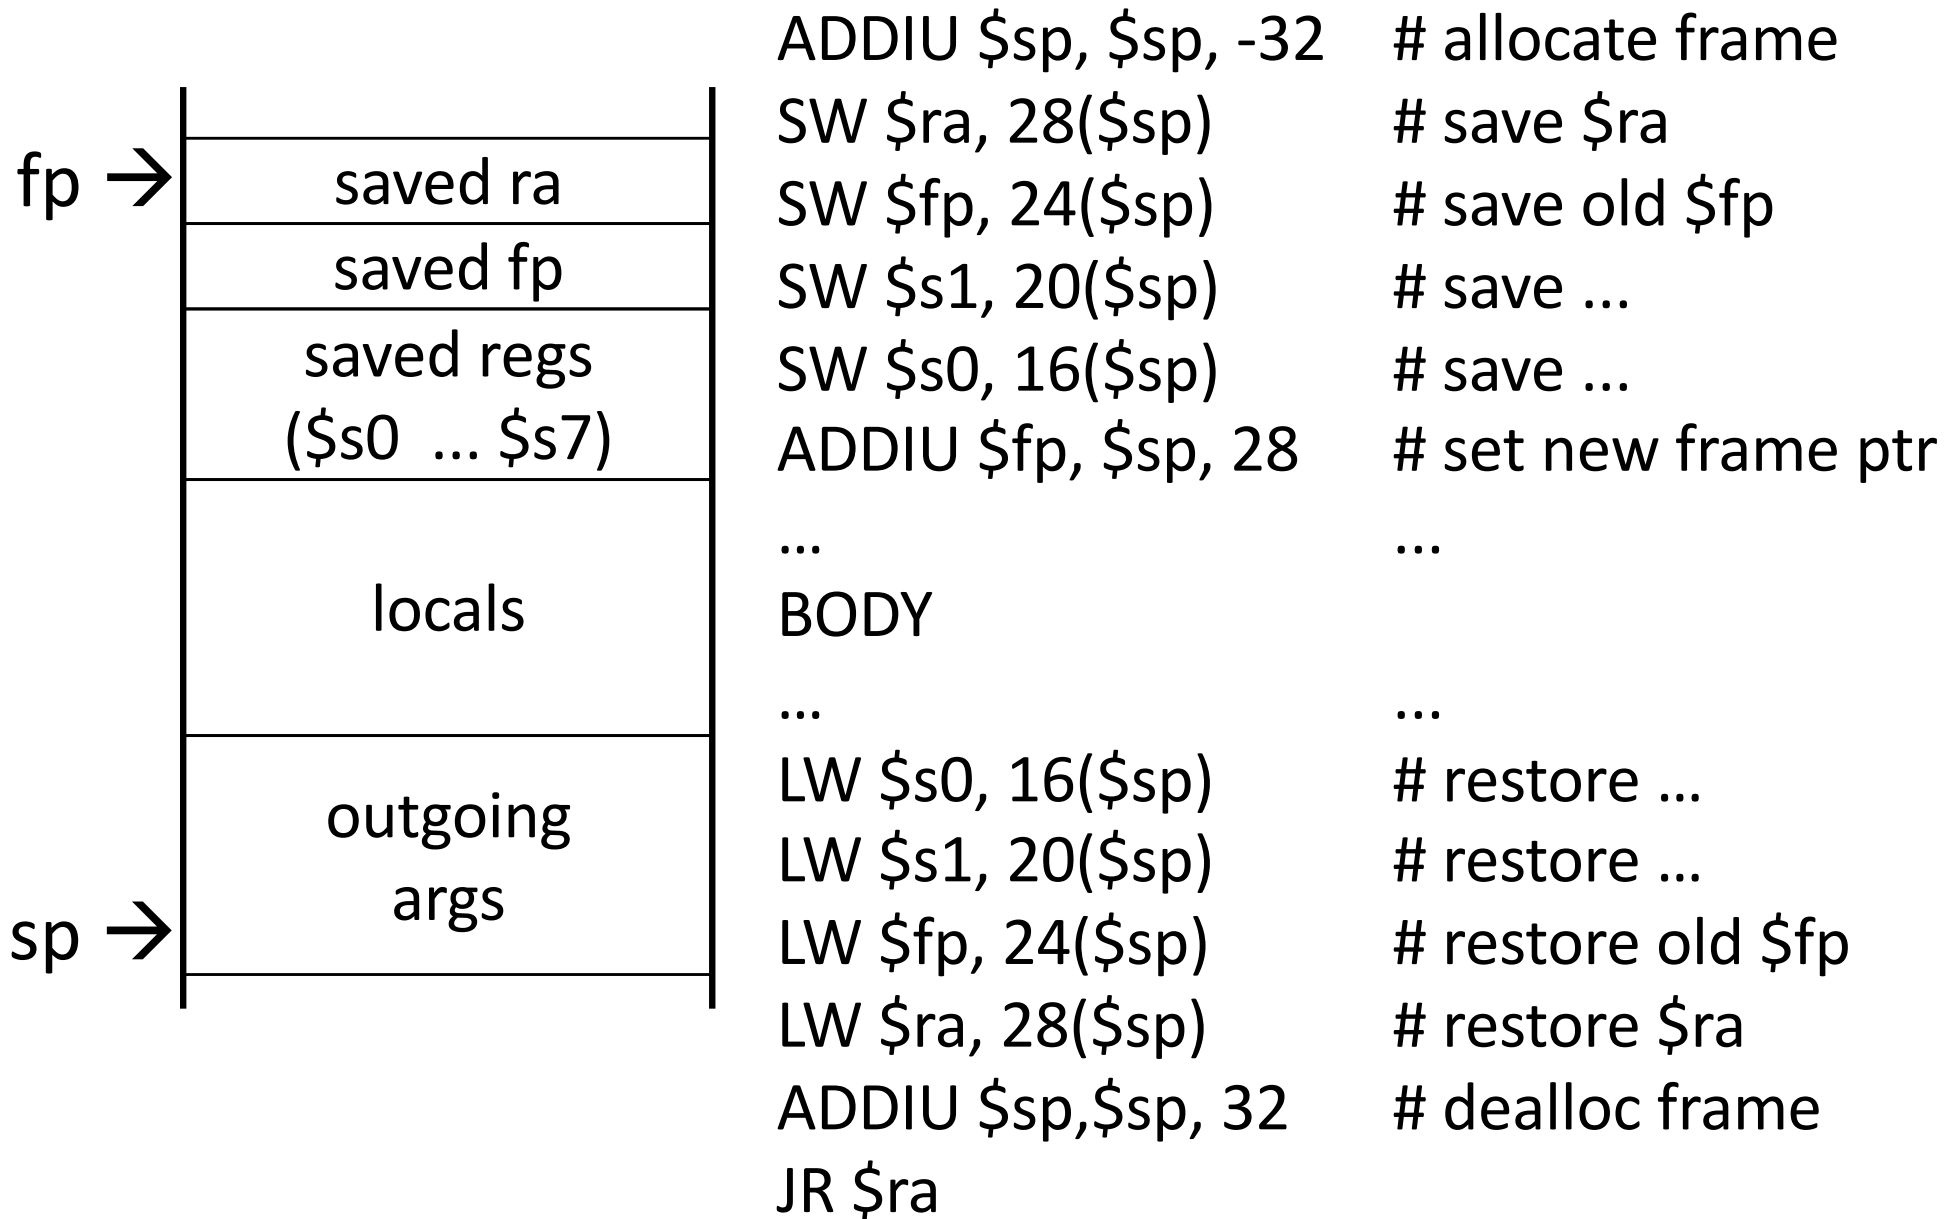 fp →
saved ra
saved fp
saved regs
($s0 ... $s7)
locals
outgoing
args
sp →
ADDIU $sp, $sp, -32 # allocate frame
SW $ra, 28($sp) # save $ra
SW $fp, 24($sp) # save old $fp
SW $s1, 20($sp) # save ...
SW $s0, 16($sp) # save ...
ADDIU $fp, $sp, 28 # set new frame ptr
... ...
BODY
... ...
LW $s0, 16($sp) # restore ...
LW $s1, 20($sp) # restore ...
LW $fp, 24($sp) # restore old $fp
LW $ra, 28($sp) # restore $ra
ADDIU $sp,$sp, 32 # dealloc frame
JR $ra